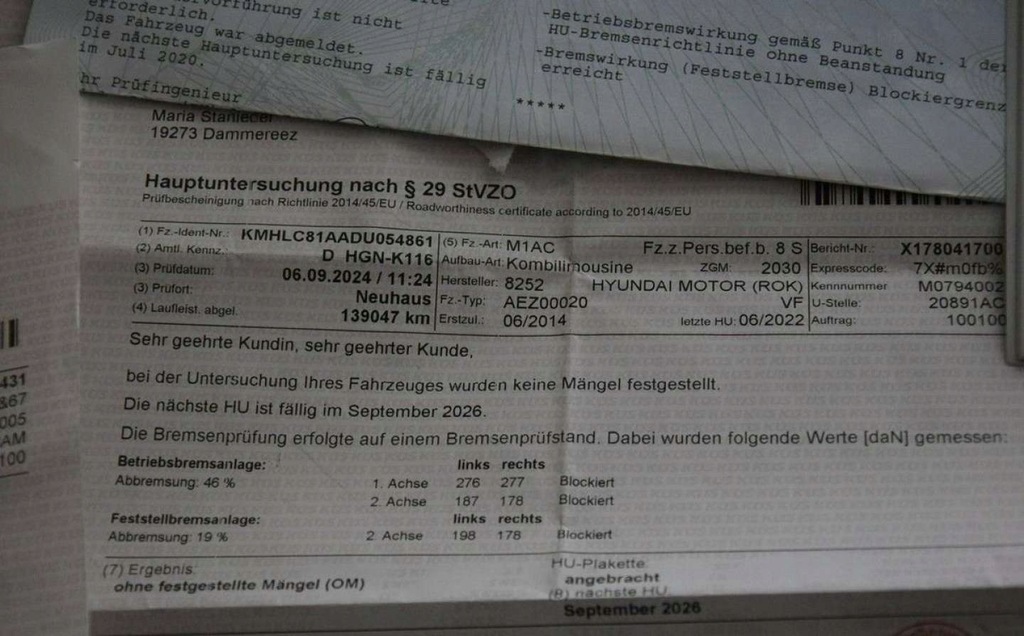 führung ist nicht
erforderlich.
Das Fahrzeug war abgemeldet.
Die nächste Hauptuntersuchung ist fällig
im Juli 2020.
hr Prüfingenieur
-Betriebsbremswirkung gemäß Punkt 8 Nr. 1 der
HU-Bremsenrichtlinie ohne Beanstandung
-Bremswirkung (Feststellbremse) Blockiergrenz
erreicht
*****
Maria
19273 Dammereez
Hauptuntersuchung nach § 29 StVZO
Prüfbescheinigung nach Richtlinie 2014/45/EU / Roadworthiness certificate according to 2014/45/EU
(1) Fz.-Ident-Nr.: KMHLC81AADU054861
(2) Amtl. Kennz.: D HGN-K116
(3) Prüfdatum: 06.09.2024 / 11:24
(3) Prüfort: Neuhaus
(4) Laufleist. abgel. 139047 km
(5) Fz.-Art: M1AC Fz.z.Pers.bef.b. 8 S
Aufbau-Art: Kombilimousine ZGM: 2030
Hersteller: 8252 HYUNDAI MOTOR (ROK)
Fz.-Typ: AEZ00020 VF
Erstzul.: 06/2014 letzte HU: 06/2022
Bericht-Nr.: X178041700
Expresscode: 7X#m0fb%
Kennnummer M0794002
U-Stelle: 20891AC
Auftrag: 100100
Sehr geehrte Kundin, sehr geehrter Kunde,
bei der Untersuchung Ihres Fahrzeuges wurden keine Mängel festgestellt.
Die nächste HU ist fällig im September 2026.
Die Bremsenprüfung erfolgte auf einem Bremsenprüfstand. Dabei wurden folgende Werte [daN] gemessen:
Betriebsbremsanlage: links rechts
Abbremsung: 46 % 1. Achse 276 277 Blockiert
2. Achse 187 178 Blockiert
Feststellbremsanlage: links rechts
Abbremsung: 19 % 2. Achse 198 178 Blockiert
(7) Ergebnis:
ohne festgestellte Mängel (OM)
HU-Plakette:
angebracht
(8) nächste HU
September 2026
431
&67
005
AM
100